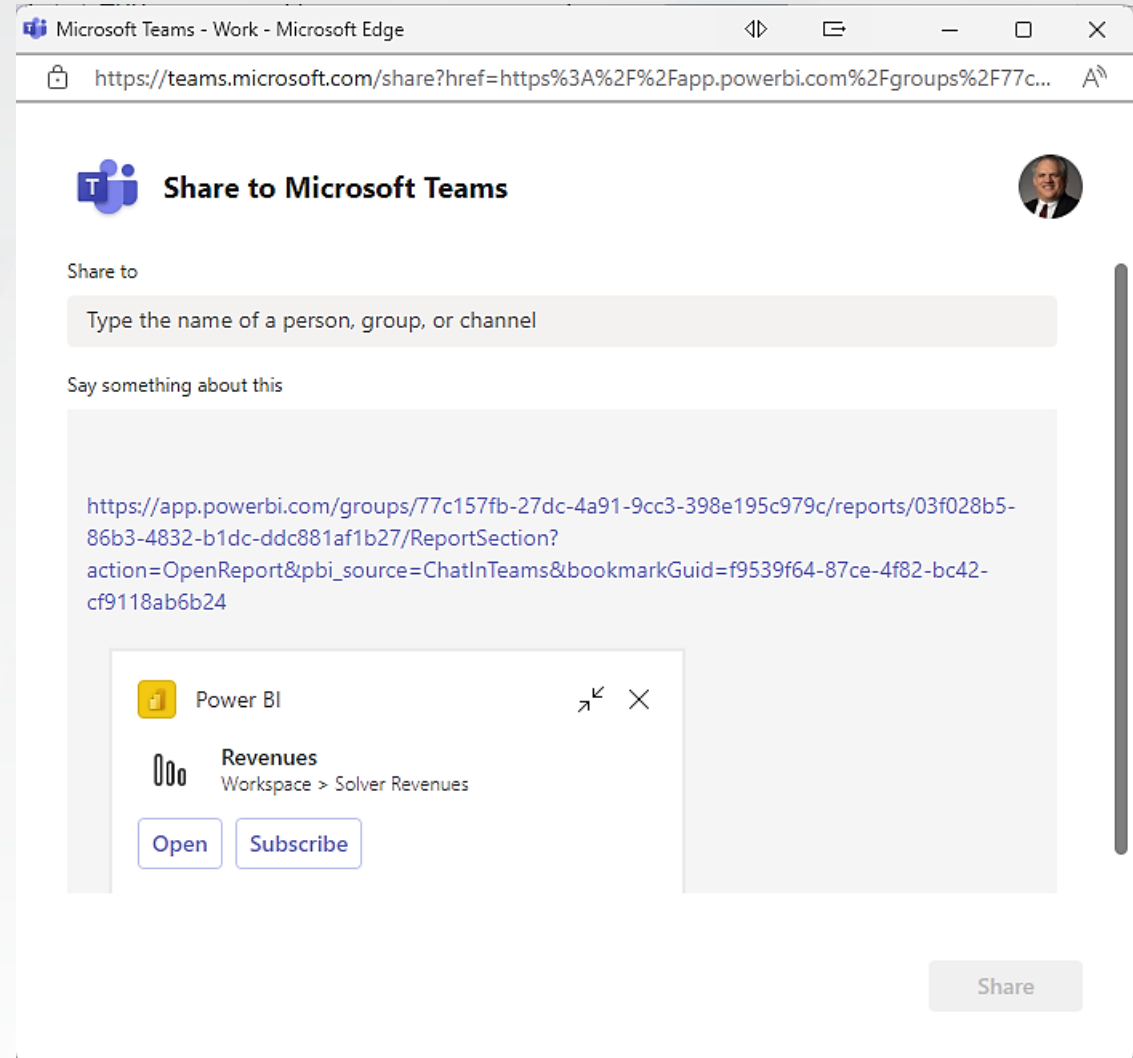 Microsoft Teams - Work - Microsoft Edge
https://teams.microsoft.com/share?href=https%3A%2F%2Fapp.powerbi.com%2Fgroups%2F77c...
Share to Microsoft Teams
Share to
Type the name of a person, group, or channel
Say something about this
https://app.powerbi.com/groups/77c157fb-27dc-4a91-9cc3-398e195c979c/reports/03f028b5-
86b3-4832-b1dc-ddc881af1b27/ReportSection?
action=OpenReport&pbi_source=ChatInTeams&bookmarkGuid=f9539f64-87ce-4f82-bc42-
cf9118ab6b24
Power BI
Revenues
Workspace > Solver Revenues
Open Subscribe
Share